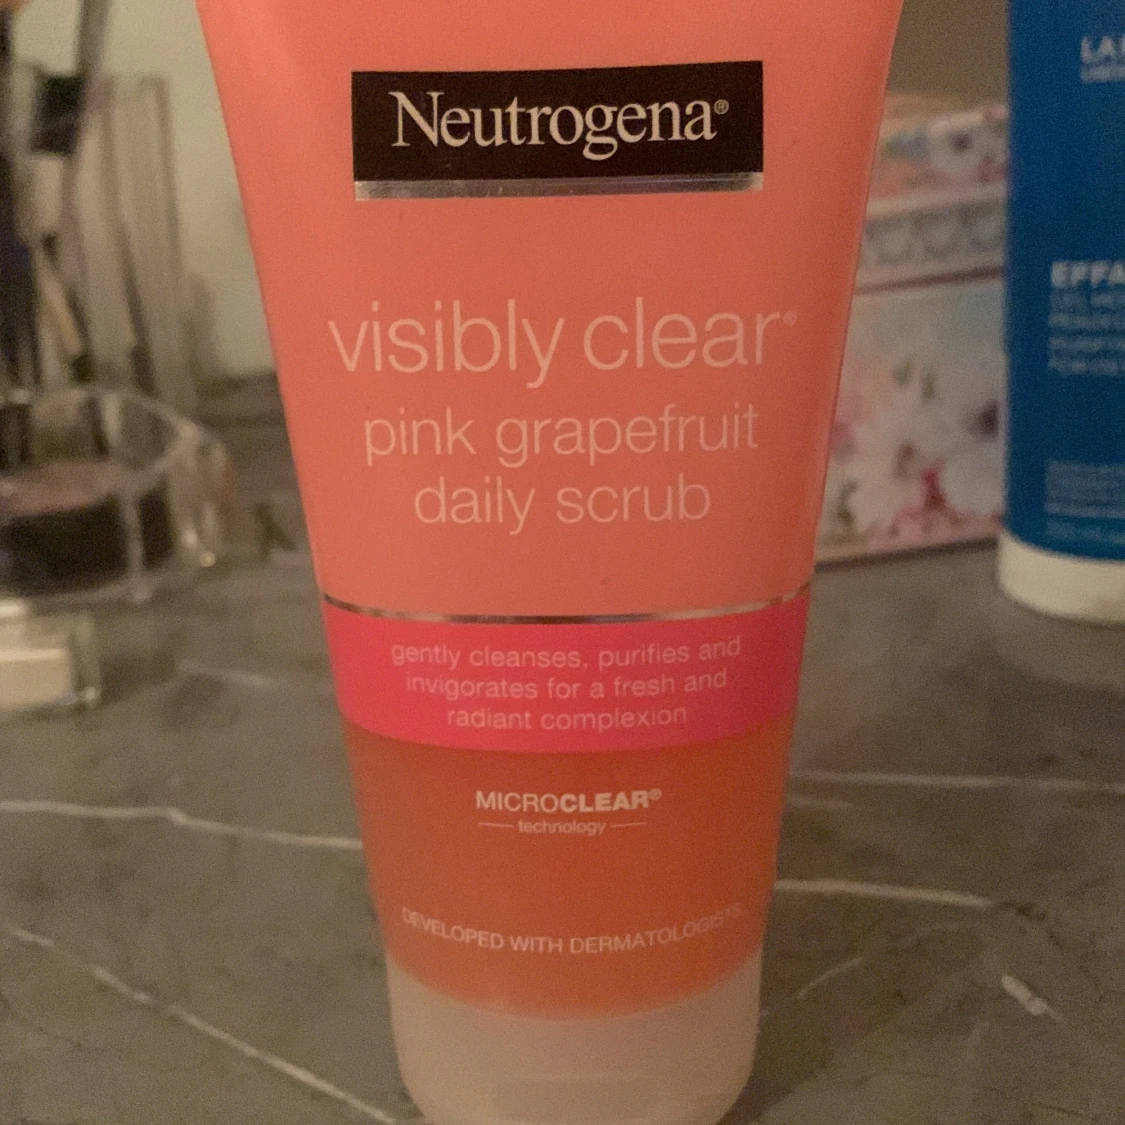 Neutrogena®
visibly clear®
pink grapefruit
daily scrub
gently cleanses, purifies and
invigorates for a fresh and
radiant complexion
MICROCLEAR®
technology
DEVELOPED WITH DERMATOLOGISTS
LA
EFFA